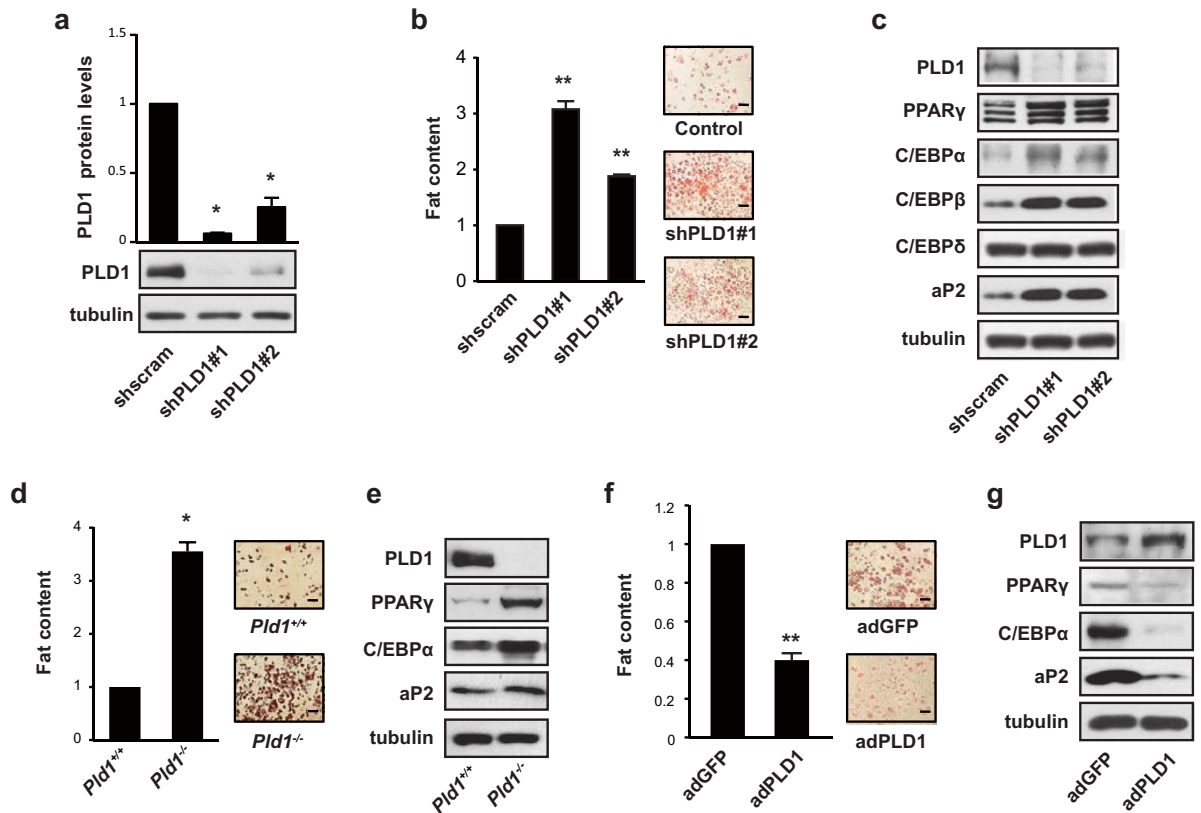 a
PLD1 protein levels
1.5
1
0.5
0
*
*
PLD1
tubulin
shscram
shPLD1#1
shPLD1#2
b
Fat content
4
3
2
1
0
**
**
shscram
shPLD1#1
shPLD1#2
Control
shPLD1#1
shPLD1#2
c
PLD1
PPARγ
C/EBPα
C/EBPβ
C/EBPδ
aP2
tubulin
shscram
shPLD1#1
shPLD1#2
d
Fat content
4
3
2
1
0
*
Pld1+/+
Pld1-/-
Pld1+/+
Pld1-/-
e
PLD1
PPARγ
C/EBPα
aP2
tubulin
Pld1+/+
Pld1-/-
f
Fat content
1.2
1
0.8
0.6
0.4
0.2
0
**
adGFP
adPLD1
adGFP
adPLD1
g
PLD1
PPARγ
C/EBPα
aP2
tubulin
adGFP
adPLD1